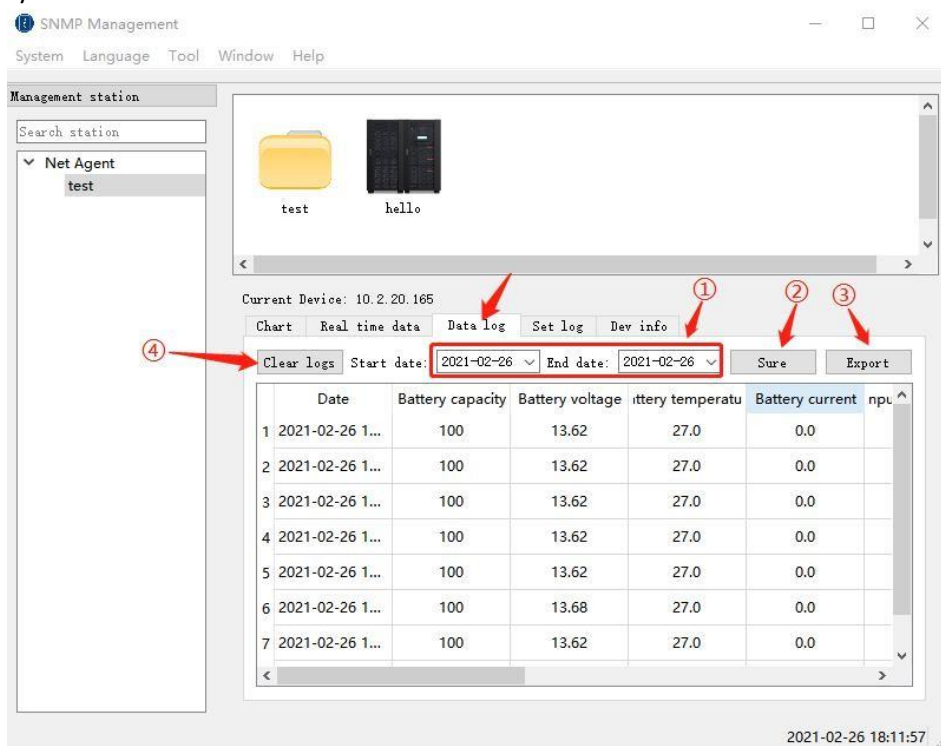 SNMP Management
System Language Tool Window Help
Management station
Search station
Net Agent
test
test hello
Current Device: 10.2.20.165
Chart Real time data Data log Set log Dev info
① ② ③
④
Clear logs Start date: 2021-02-26 End date: 2021-02-26 Sure Export
Date Battery capacity Battery voltage ttery temperatu Battery current npu
1 2021-02-26 1... 100 13.62 27.0 0.0
2 2021-02-26 1... 100 13.62 27.0 0.0
3 2021-02-26 1... 100 13.62 27.0 0.0
4 2021-02-26 1... 100 13.62 27.0 0.0
5 2021-02-26 1... 100 13.62 27.0 0.0
6 2021-02-26 1... 100 13.68 27.0 0.0
7 2021-02-26 1... 100 13.62 27.0 0.0
2021-02-26 18:11:57